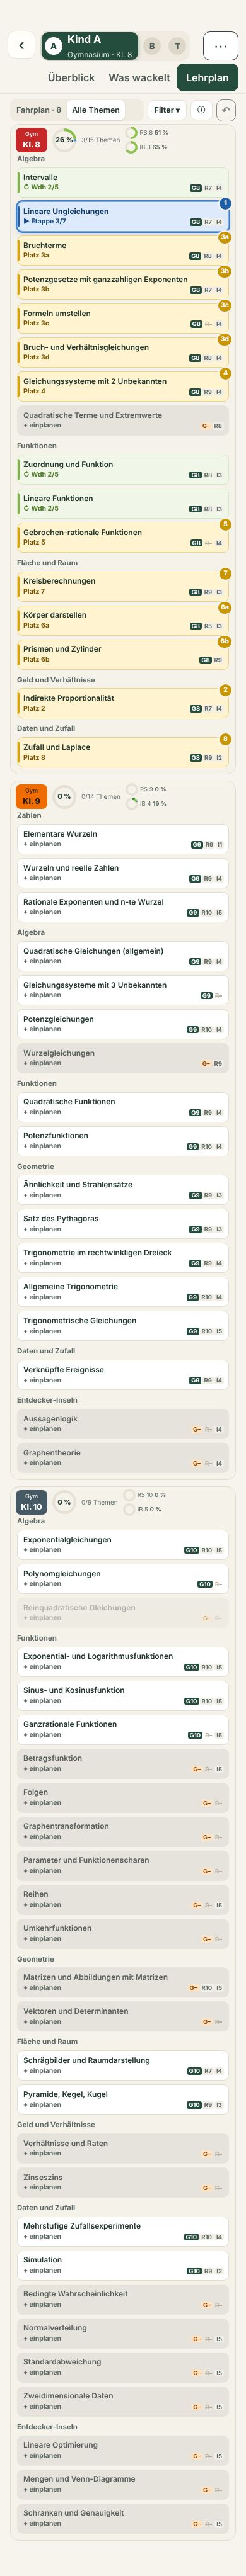 ‹
A
Kind A
Gymnasium · Kl. 8
B
T
···
Überblick
Was wackelt
Lehrplan
Fahrplan · 8
Alle Themen
Filter ▾
ⓘ
↶
Gym
Kl. 8
26 %
3/15 Themen
RS 8 51 %
IB 3 65 %
Algebra
Intervalle
↻ Wdh 2/5
G8 R7 I4
1
Lineare Ungleichungen
▶ Etappe 3/7
G8 R7 I4
3a
Bruchterme
Platz 3a
G8 R8 I4
3b
Potenzgesetze mit ganzzahligen Exponenten
Platz 3b
G8 R7 I4
3c
Formeln umstellen
Platz 3c
G8 R– I4
3d
Bruch- und Verhältnisgleichungen
Platz 3d
G8 R8 I4
4
Gleichungssysteme mit 2 Unbekannten
Platz 4
G8 R9 I4
Quadratische Terme und Extremwerte
+ einplanen
G– R8
Funktionen
Zuordnung und Funktion
↻ Wdh 2/5
G8 R8 I3
Lineare Funktionen
↻ Wdh 2/5
G8 R8 I3
5
Gebrochen-rationale Funktionen
Platz 5
G8 R– I4
Fläche und Raum
7
Kreisberechnungen
Platz 7
G8 R9 I3
6a
Körper darstellen
Platz 6a
G8 R5 I3
6b
Prismen und Zylinder
Platz 6b
G8 R9
Geld und Verhältnisse
2
Indirekte Proportionalität
Platz 2
G8 R7 I4
Daten und Zufall
8
Zufall und Laplace
Platz 8
G8 R9 I2
Gym
Kl. 9
0 %
0/14 Themen
RS 9 0 %
IB 4 19 %
Zahlen
Elementare Wurzeln
+ einplanen
G9 R9 I1
Wurzeln und reelle Zahlen
+ einplanen
G9 R9 I4
Rationale Exponenten und n-te Wurzel
+ einplanen
G9 R10 I5
Algebra
Quadratische Gleichungen (allgemein)
+ einplanen
G9 R9 I4
Gleichungssysteme mit 3 Unbekannten
+ einplanen
G9 R–
Potenzgleichungen
+ einplanen
G9 R10 I4
Wurzelgleichungen
+ einplanen
G– R9
Funktionen
Quadratische Funktionen
+ einplanen
G9 R9 I4
Potenzfunktionen
+ einplanen
G9 R10 I4
Geometrie
Ähnlichkeit und Strahlensätze
+ einplanen
G9 R9 I3
Satz des Pythagoras
+ einplanen
G9 R9 I3
Trigonometrie im rechtwinkligen Dreieck
+ einplanen
G9 R9 I4
Allgemeine Trigonometrie
+ einplanen
G9 R10 I4
Trigonometrische Gleichungen
+ einplanen
G9 R10 I5
Daten und Zufall
Verknüpfte Ereignisse
+ einplanen
G9 R9 I4
Entdecker-Inseln
Aussagenlogik
+ einplanen
G– R– I4
Graphentheorie
+ einplanen
G– R– I4
Gym
Kl. 10
0 %
0/9 Themen
RS 10 0 %
IB 5 0 %
Algebra
Exponentialgleichungen
+ einplanen
G10 R10 I5
Polynomgleichungen
+ einplanen
G10 R–
Reinquadratische Gleichungen
+ einplanen
G– R–
Funktionen
Exponential- und Logarithmusfunktionen
+ einplanen
G10 R10 I5
Sinus- und Kosinusfunktion
+ einplanen
G10 R10 I5
Ganzrationale Funktionen
+ einplanen
G10 R– I5
Betragsfunktion
+ einplanen
G– R– I5
Folgen
+ einplanen
G– R–
Graphentransformation
+ einplanen
G– R–
Parameter und Funktionenscharen
+ einplanen
G– R–
Reihen
+ einplanen
G– R– I5
Umkehrfunktionen
+ einplanen
G– R–
Geometrie
Matrizen und Abbildungen mit Matrizen
+ einplanen
G– R10 I5
Vektoren und Determinanten
+ einplanen
G– R–
Fläche und Raum
Schrägbilder und Raumdarstellung
+ einplanen
G10 R7 I4
Pyramide, Kegel, Kugel
+ einplanen
G10 R9 I3
Geld und Verhältnisse
Verhältnisse und Raten
+ einplanen
G– R–
Zinseszins
+ einplanen
G– R–
Daten und Zufall
Mehrstufige Zufallsexperimente
+ einplanen
G10 R10 I4
Simulation
+ einplanen
G10 R9 I2
Bedingte Wahrscheinlichkeit
+ einplanen
G– R–
Normalverteilung
+ einplanen
G– R– I5
Standardabweichung
+ einplanen
G– R– I5
Zweidimensionale Daten
+ einplanen
G– R– I5
Entdecker-Inseln
Lineare Optimierung
+ einplanen
G– R– I5
Mengen und Venn-Diagramme
+ einplanen
G– R–
Schranken und Genauigkeit
+ einplanen
G– R– I5